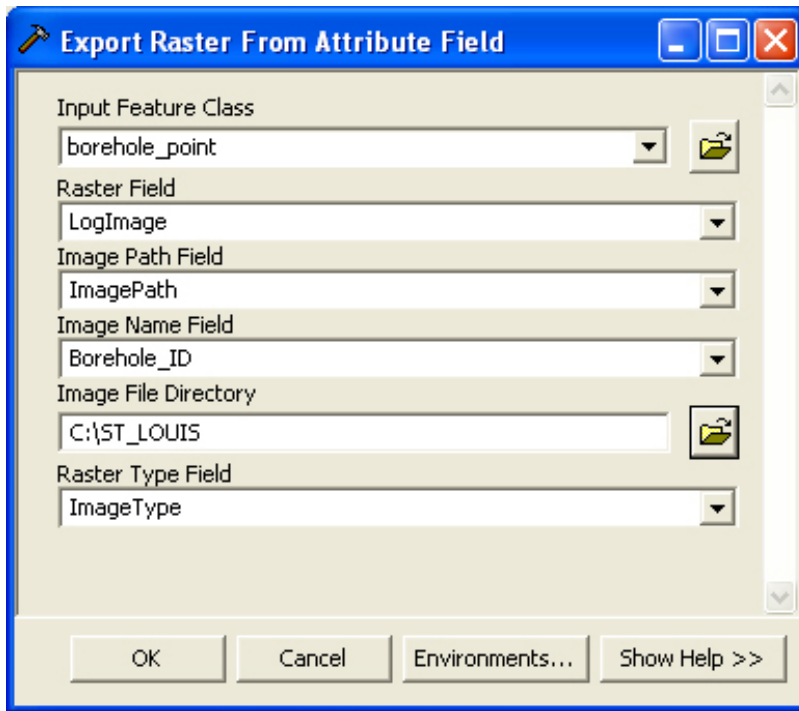 Export Raster From Attribute Field
Input Feature Class
borehole_point
Raster Field
LogImage
Image Path Field
ImagePath
Image Name Field
Borehole_ID
Image File Directory
C:\ST_LOUIS
Raster Type Field
ImageType
OK Cancel Environments... Show Help >>